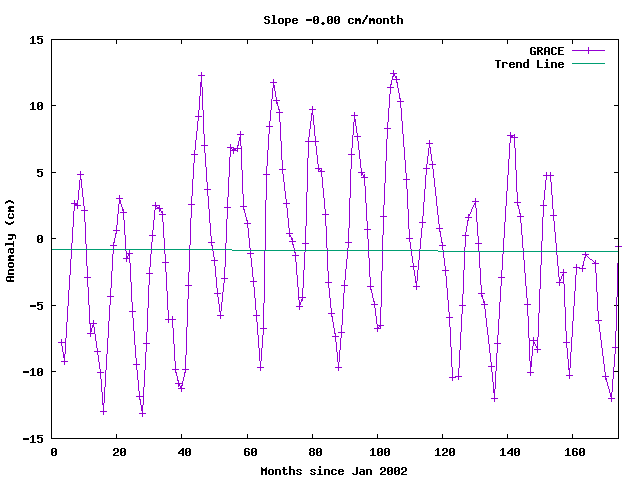 Slope -0.00 cm/month
GRACE
Trend Line
Anomaly (cm)
15
10
5
0
-5
-10
-15
0 20 40 60 80 100 120 140 160
Months since Jan 2002